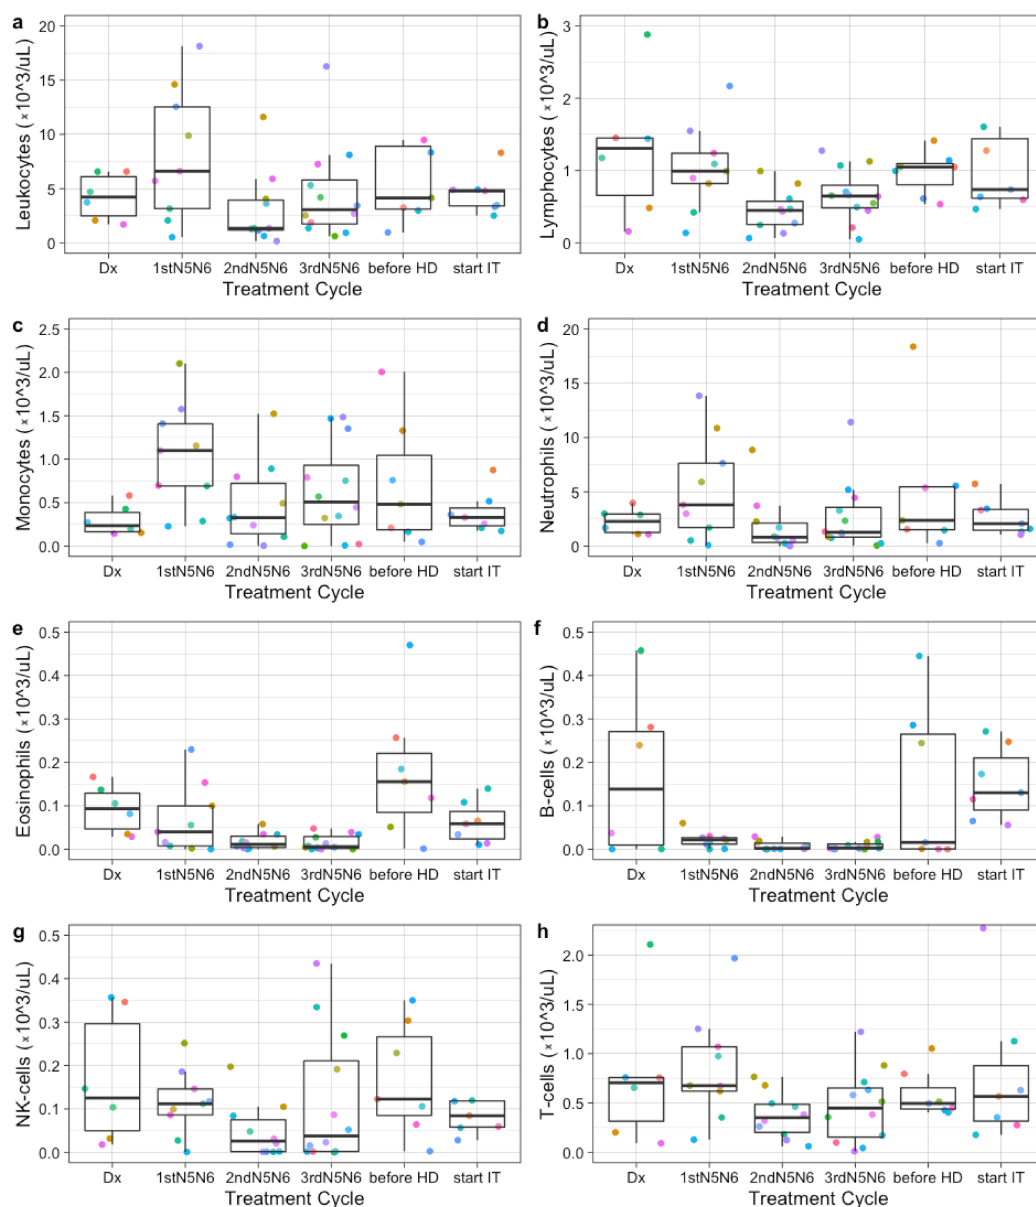 a
Leukocytes (×10^3/uL)
20
15
10
5
0
Dx 1stN5N6 2ndN5N6 3rdN5N6 before HD start IT
Treatment Cycle
b
Lymphocytes (×10^3/uL)
3
2
1
0
Dx 1stN5N6 2ndN5N6 3rdN5N6 before HD start IT
Treatment Cycle
c
Monocytes (×10^3/uL)
2.5
2.0
1.5
1.0
0.5
0.0
Dx 1stN5N6 2ndN5N6 3rdN5N6 before HD start IT
Treatment Cycle
d
Neutrophils (×10^3/uL)
20
15
10
5
0
Dx 1stN5N6 2ndN5N6 3rdN5N6 before HD start IT
Treatment Cycle
e
Eosinophils (×10^3/uL)
0.5
0.4
0.3
0.2
0.1
0.0
Dx 1stN5N6 2ndN5N6 3rdN5N6 before HD start IT
Treatment Cycle
f
B-cells (×10^3/uL)
0.5
0.4
0.3
0.2
0.1
0.0
Dx 1stN5N6 2ndN5N6 3rdN5N6 before HD start IT
Treatment Cycle
g
NK-cells (×10^3/uL)
0.5
0.4
0.3
0.2
0.1
0.0
Dx 1stN5N6 2ndN5N6 3rdN5N6 before HD start IT
Treatment Cycle
h
T-cells (×10^3/uL)
2.0
1.5
1.0
0.5
0.0
Dx 1stN5N6 2ndN5N6 3rdN5N6 before HD start IT
Treatment Cycle